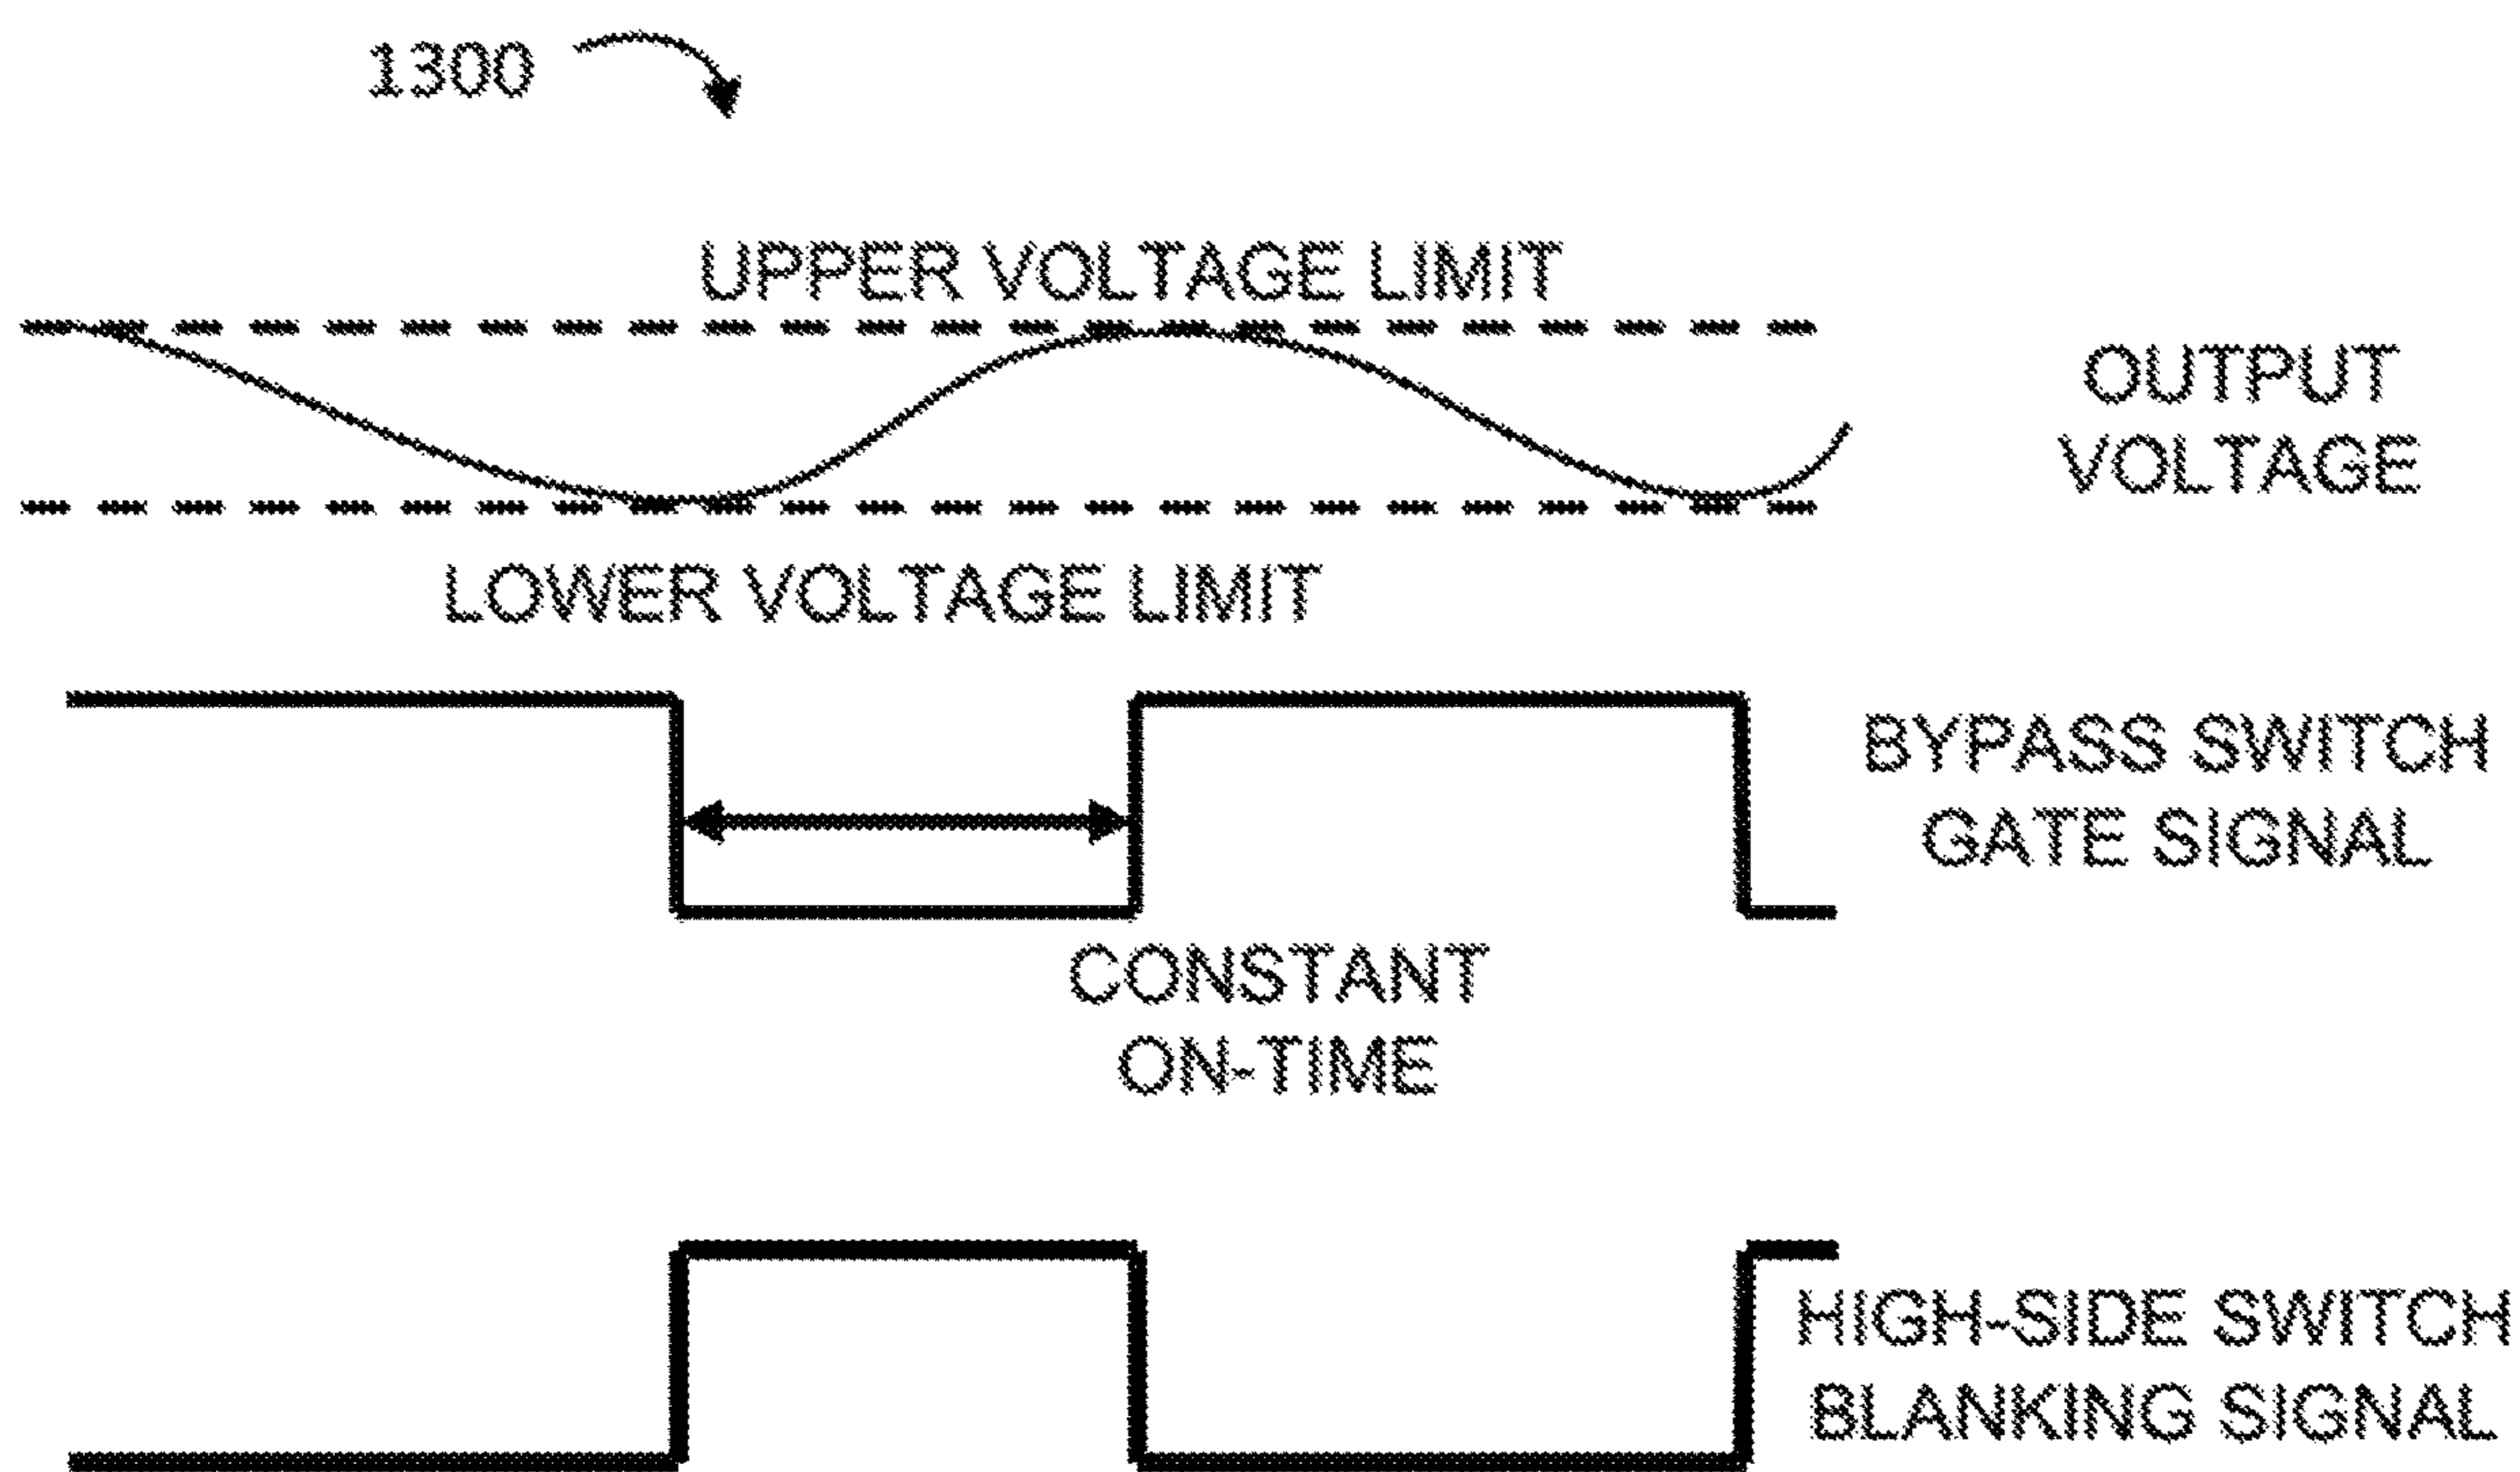 1300
UPPER VOLTAGE LIMIT
OUTPUT
VOLTAGE
LOWER VOLTAGE LIMIT
BYPASS SWITCH
GATE SIGNAL
CONSTANT
ON-TIME
HIGH-SIDE SWITCH
BLANKING SIGNAL